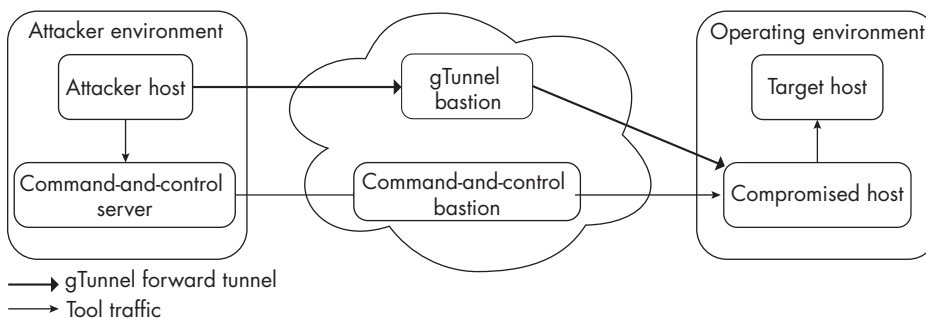 Attacker environment
Operating environment
Attacker host
gTunnel
bastion
Target host
Command-and-control
server
Command-and-control
bastion
Compromised host
gTunnel forward tunnel
Tool traffic